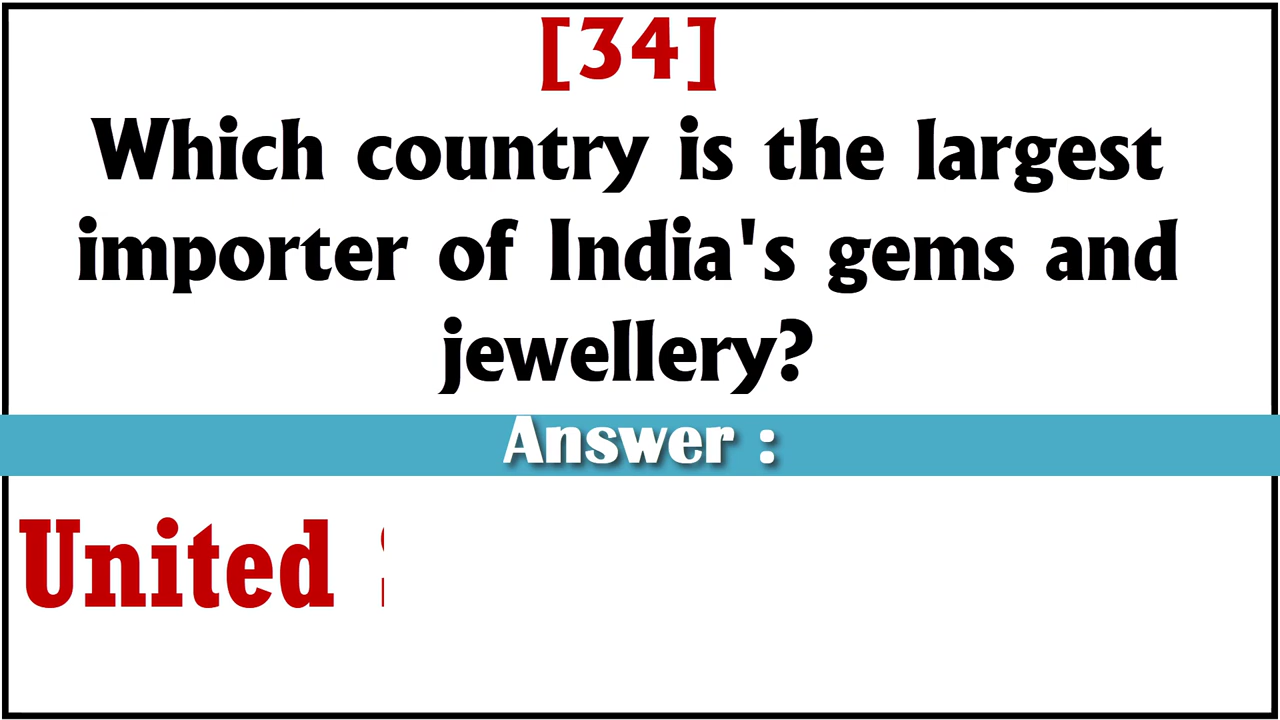 [34]
Which country is the largest
importer of India's gems and
jewellery?
Answer :
United